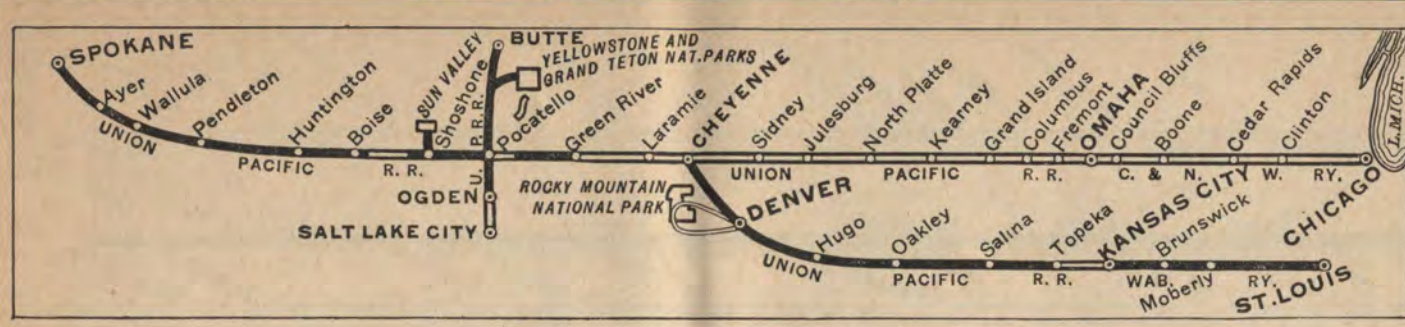 SPOKANE
Ayer
Wallula
Pendleton
Huntington
Boise
SUN VALLEY
Shoshone
BUTTE
YELLOWSTONE AND
GRAND TETON NAT. PARKS
Pocatello
Green River
Laramie
CHEYENNE
Sidney
Julesburg
North Platte
Kearney
Grand Island
Columbus
Fremont
OMAHA
Council Bluffs
Boone
Cedar Rapids
Clinton
L. MICH.
CHICAGO
UNION
PACIFIC
R. R.
U. P. R. R.
UNION
PACIFIC
R. R.
C. & N. W. RY.
OGDEN
SALT LAKE CITY
ROCKY MOUNTAIN
NATIONAL PARK
DENVER
Hugo
Oakley
Salina
Topeka
KANSAS CITY
Brunswick
Moberly
ST. LOUIS
UNION
PACIFIC
R. R.
WAB.
RY.